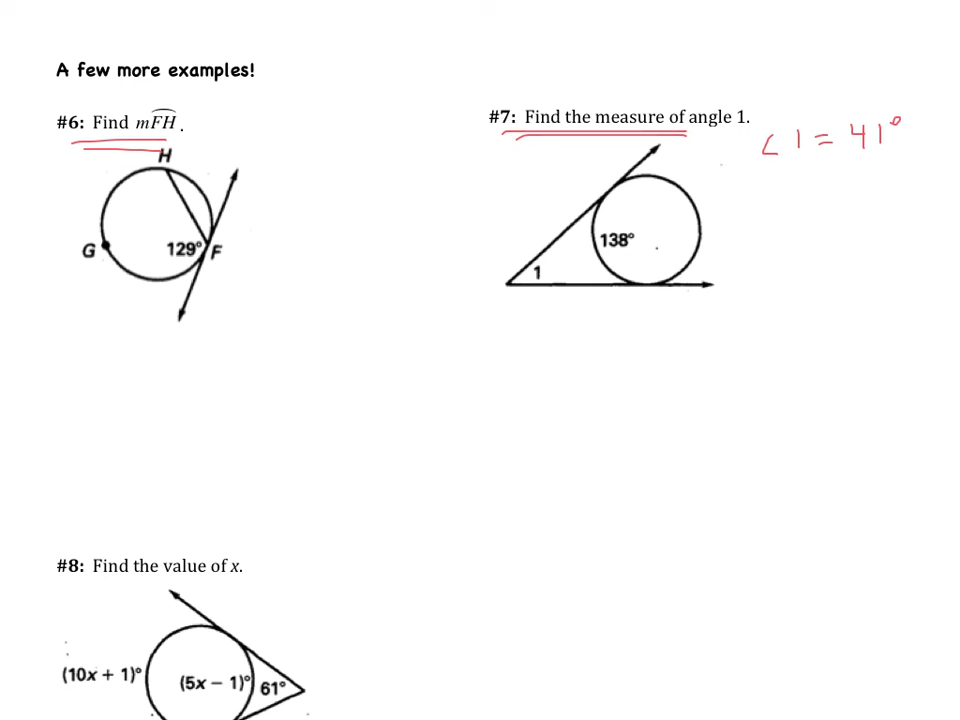 A few more examples!
#6: Find mFH.
#7: Find the measure of angle 1.
∠ 1 = 41°
H
G
129°
F
138°
1
#8: Find the value of x.
(10x + 1)°
(5x − 1)°
61°